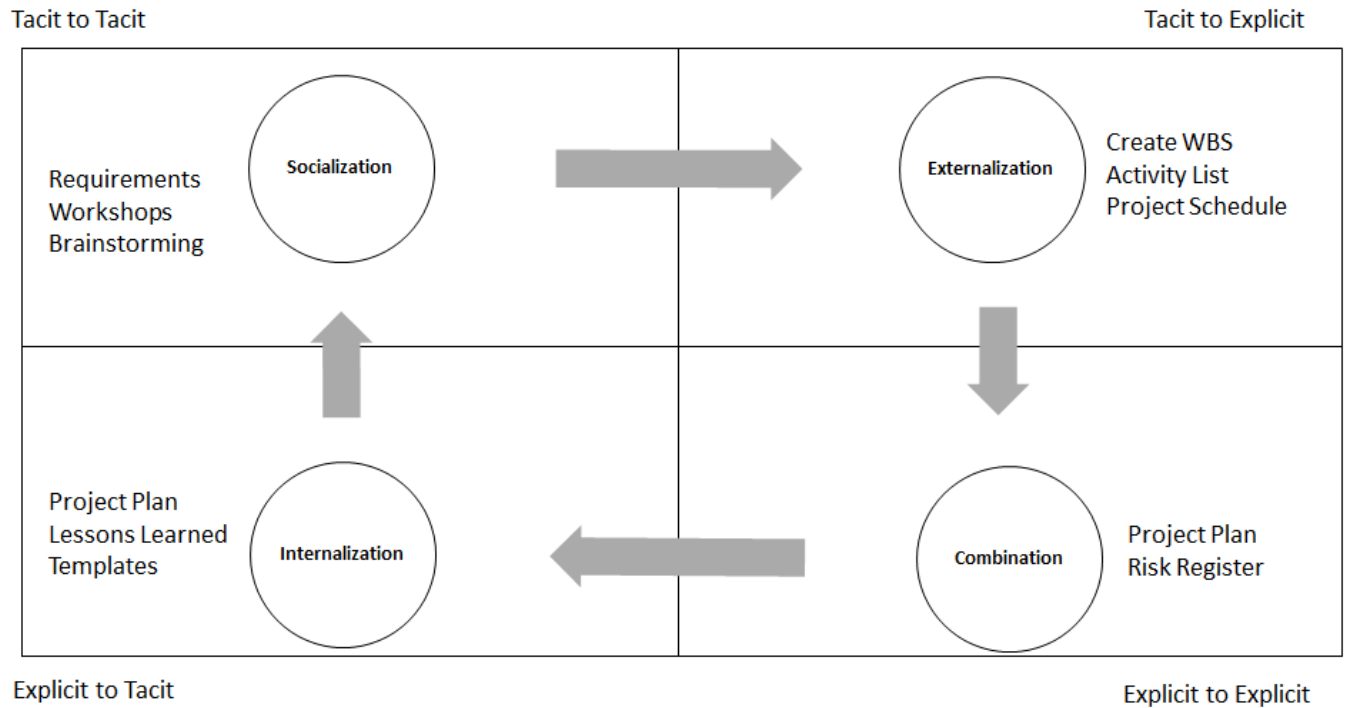 Tacit to Tacit
Tacit to Explicit
Socialization
Requirements
Workshops
Brainstorming
Externalization
Create WBS
Activity List
Project Schedule
Project Plan
Lessons Learned
Templates
Internalization
Combination
Project Plan
Risk Register
Explicit to Tacit
Explicit to Explicit